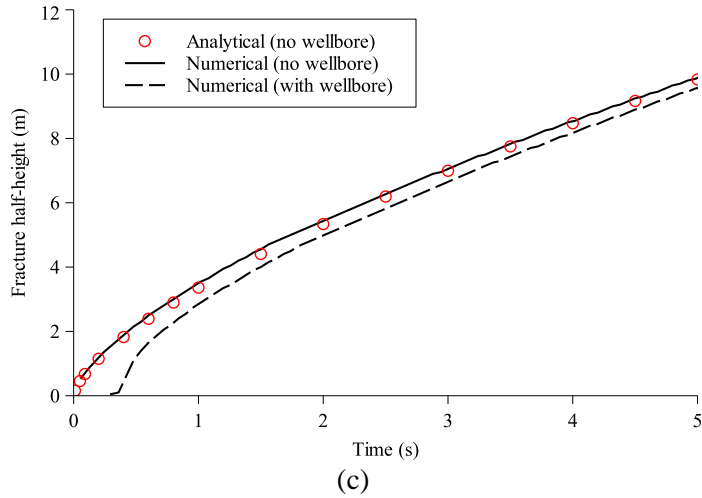 12
10
8
6
4
2
0
Fracture half-height (m)
Analytical (no wellbore)
Numerical (no wellbore)
Numerical (with wellbore)
0 1 2 3 4 5
Time (s)
(c)